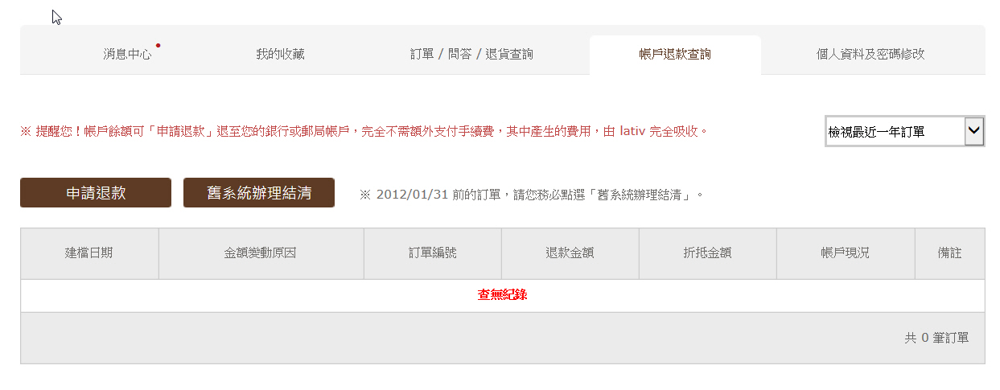 消息中心 我的收藏 訂單 / 問答 / 退貨查詢 帳戶退款查詢 個人資料及密碼修改
※ 提醒您！帳戶餘額可「申請退款」退至您的銀行或郵局帳戶，完全不需額外支付手續費，其中產生的費用，由 lativ 完全吸收。 檢視最近一年訂單
申請退款 舊系統辦理結清 ※ 2012/01/31 前的訂單，請您務必點選「舊系統辦理結清」。
建檔日期 金額變動原因 訂單編號 退款金額 折抵金額 帳戶現況 備註
查無紀錄
共 0 筆訂單